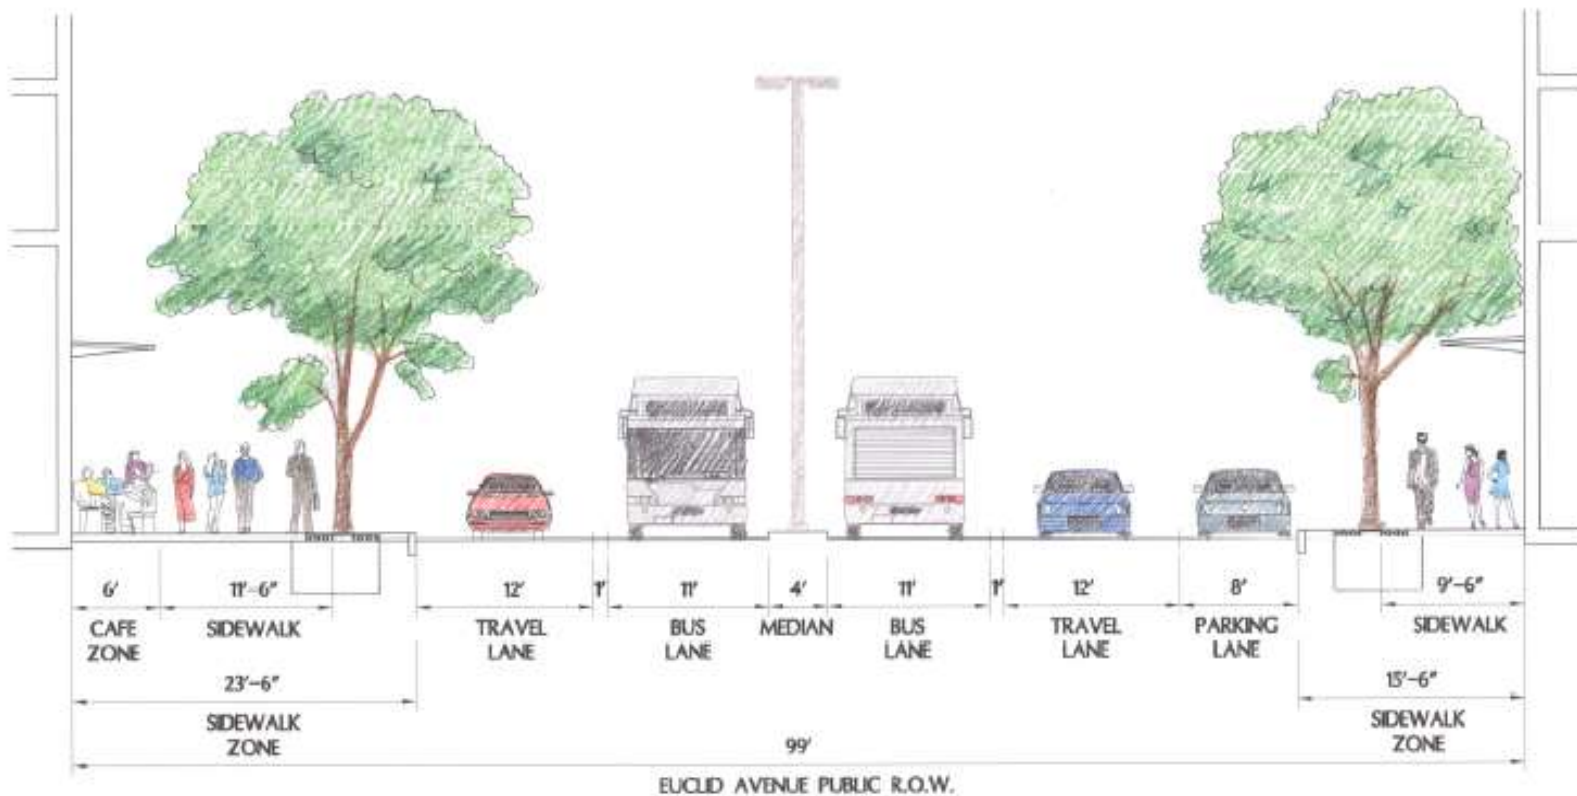 6' 11'-6" 12' 1' 11' 4' 11' 1' 12' 8' 9'-6"
CAFE ZONE
SIDEWALK
TRAVEL LANE
BUS LANE
MEDIAN
BUS LANE
TRAVEL LANE
PARKING LANE
SIDEWALK
23'-6"
15'-6"
SIDEWALK ZONE
SIDEWALK ZONE
99'
EUCLID AVENUE PUBLIC R.O.W.